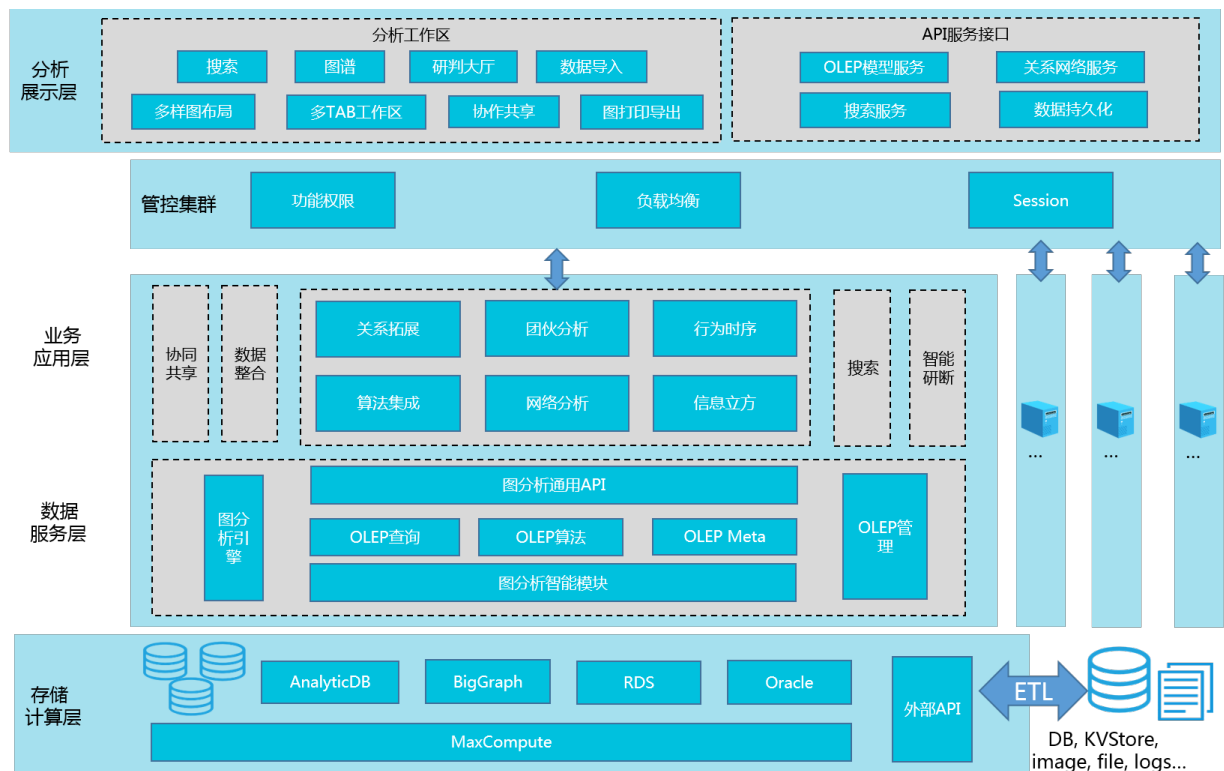 分析
展示层
分析工作区
搜索
图谱
研判大厅
数据导入
多样图布局
多TAB工作区
协作共享
图打印导出
API服务接口
OLEP模型服务
关系网络服务
搜索服务
数据持久化
管控集群
功能权限
负载均衡
Session
业务
应用层
协同
共享
数据
整合
关系拓展
团伙分析
行为时序
算法集成
网络分析
信息立方
搜索
智能
研断
...
...
...
数据
服务层
图分
析引
擎
图分析通用API
OLEP查询
OLEP算法
OLEP Meta
图分析智能模块
OLEP管
理
存储
计算层
AnalyticDB
BigGraph
RDS
Oracle
MaxCompute
外部API
ETL
DB, KVStore,
image, file, logs...